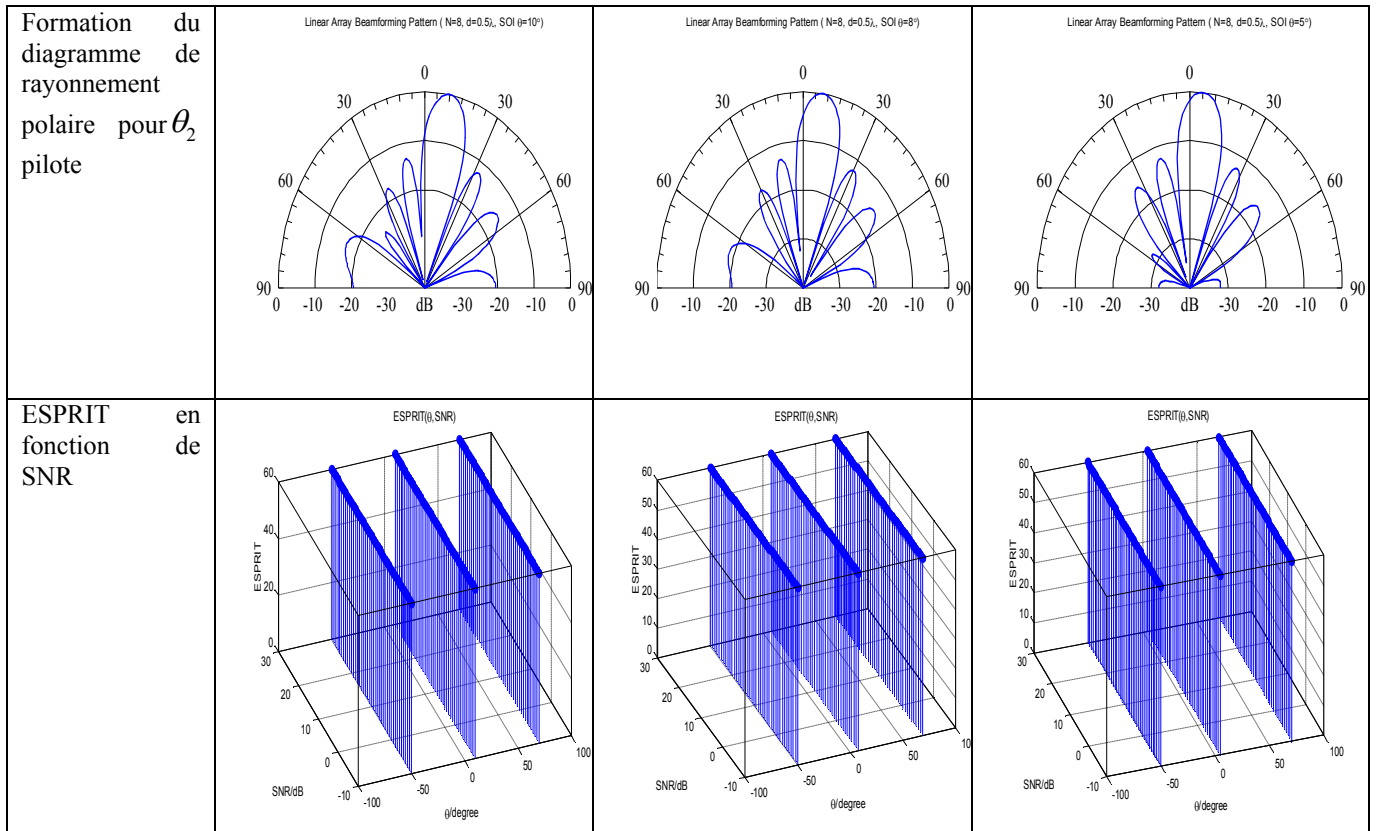 Formation du
diagramme de
rayonnement
polaire pour θ₂
pilote
Linear Array Beamforming Pattern ( N=8, d=0.5λ, SOI θ=10°)
0
30 30
60 60
90 90
0 -10 -20 -30 dB -30 -20 -10 0
Linear Array Beamforming Pattern ( N=8, d=0.5λ, SOI θ=8°)
0
30 30
60 60
90 90
0 -10 -20 -30 dB -30 -20 -10 0
Linear Array Beamforming Pattern ( N=8, d=0.5λ, SOI θ=5°)
0
30 30
60 60
90 90
0 -10 -20 -30 dB -30 -20 -10 0
ESPRIT en
fonction de
SNR
ESPRIT(θ,SNR)
60
40
20
0
ESPRIT
30
20
10
0
-10
SNR/dB
-100
-50
0
50
100
θ/degree
ESPRIT(θ,SNR)
60
50
40
30
20
10
0
ESPRIT
30
20
10
0
-10
SNR/dB
-100
-50
0
50
10
θ/degree
ESPRIT(θ,SNR)
60
50
40
30
20
10
0
ESPRIT
30
20
10
0
-10
SNR/dB
-100
-50
0
50
100
θ/degree